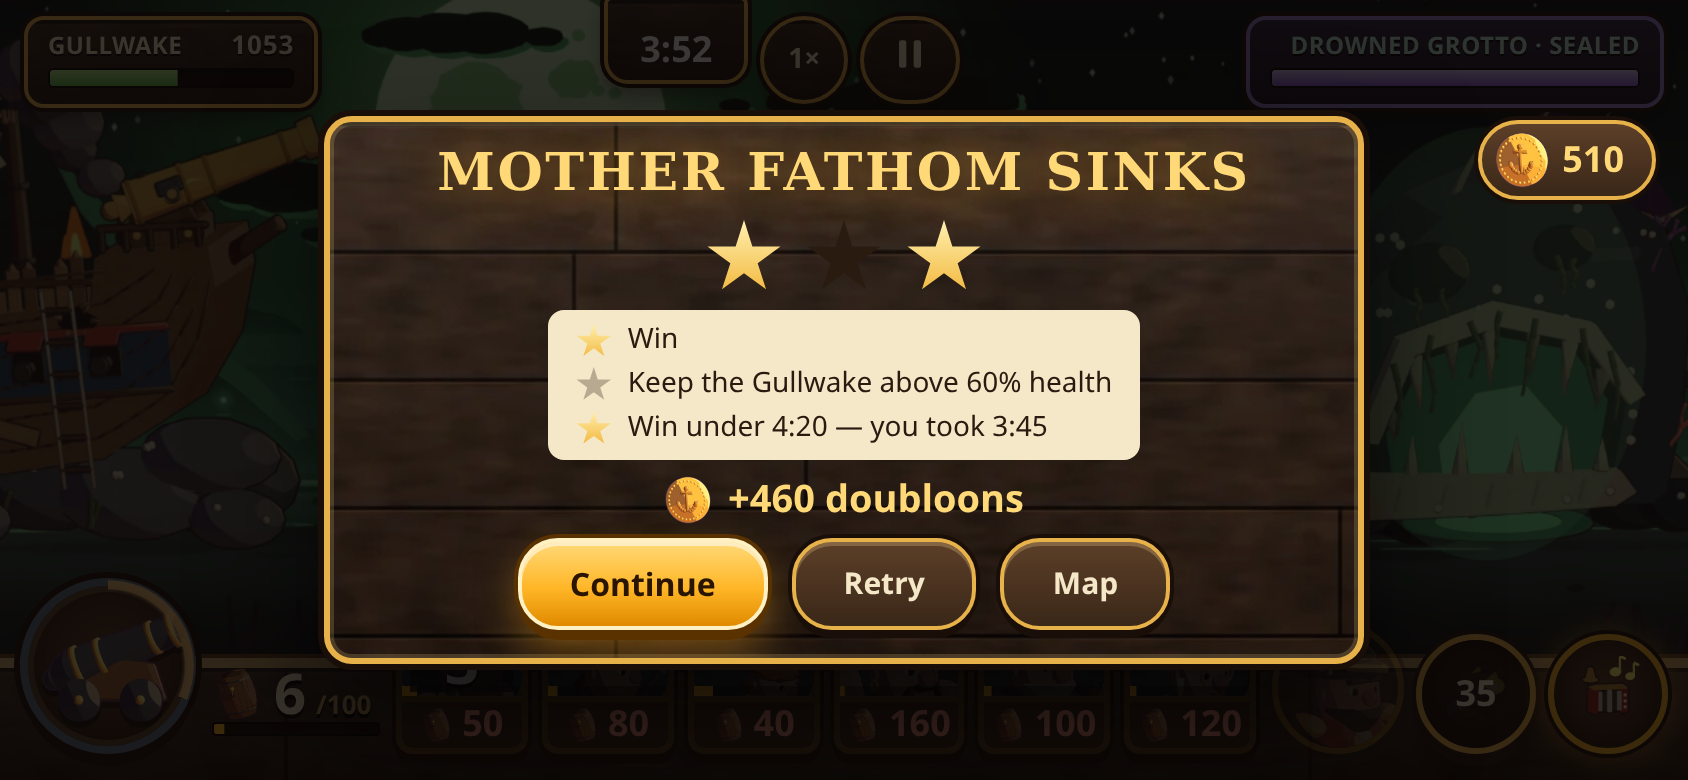 GULLWAKE 1053
3:52
1×
DROWNED GROTTO · SEALED
510
MOTHER FATHOM SINKS
Win
Keep the Gullwake above 60% health
Win under 4:20 — you took 3:45
+460 doubloons
Continue
Retry
Map
6 /100
50
80
40
160
100
120
35